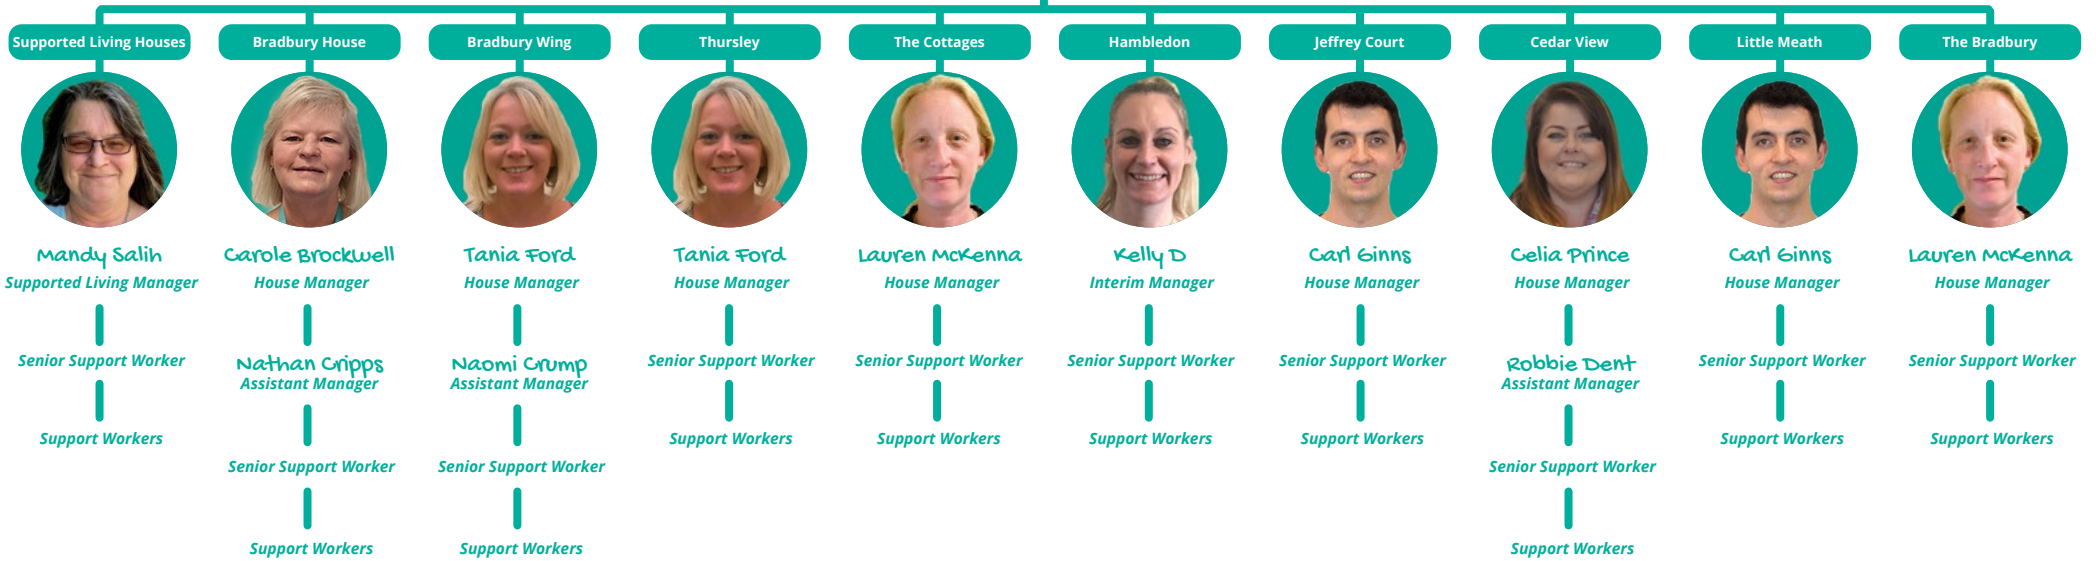 Supported Living Houses
Bradbury House
Bradbury Wing
Thursley
The Cottages
Hambledon
Jeffrey Court
Cedar View
Little Meath
The Bradbury
Mandy Salih
Carole Brockwell
Tania Ford
Tania Ford
Lauren McKenna
Kelly D
Carl Ginns
Celia Prince
Carl Ginns
Lauren McKenna
Supported Living Manager
House Manager
House Manager
House Manager
House Manager
Interim Manager
House Manager
House Manager
House Manager
House Manager
Senior Support Worker
Nathan Cripps
Assistant Manager
Naomi Crump
Assistant Manager
Senior Support Worker
Senior Support Worker
Senior Support Worker
Senior Support Worker
Robbie Dent
Assistant Manager
Senior Support Worker
Senior Support Worker
Support Workers
Support Workers
Support Workers
Support Workers
Support Workers
Support Workers
Support Workers
Senior Support Worker
Senior Support Worker
Senior Support Worker
Support Workers
Support Workers
Support Workers